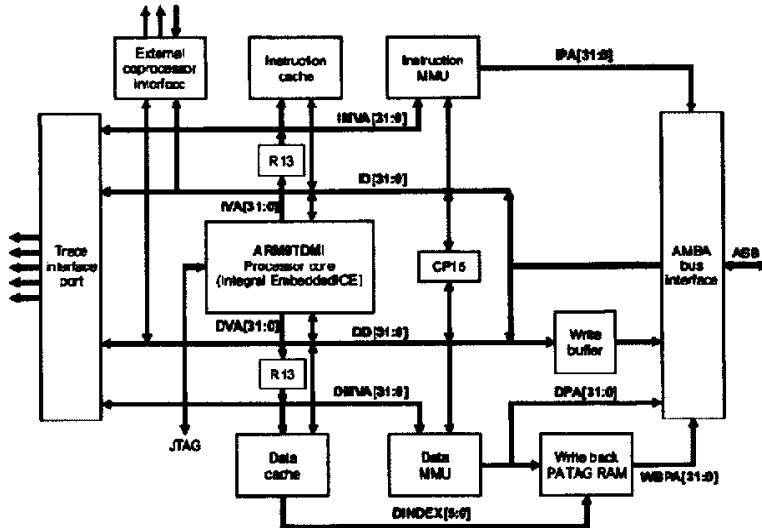 External
coprocessor
interface
Instruction
cache
Instruction
MMU
IPA[31:0]
IMVA[31:0]
R13
ID[31:0]
IVA[31:0]
Trace
interface
port
ARM9TDMI
Processor core
(Integral EmbeddedICE)
CP15
AMBA
bus
interface
ASB
DVA[31:0]
DD[31:0]
Write
buffer
R13
DMVA[31:0]
DPA[31:0]
JTAG
Data
cache
Data
MMU
Write back
PA TAG RAM
WBPA[31:0]
DINDEX[5:0]